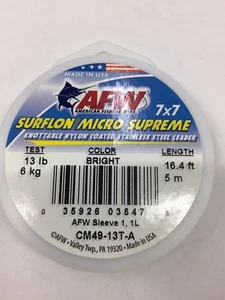 MADE IN USA
AFW
AMERICAN FISHING WIRE
7x7
SURFLON MICRO SUPREME
KNOTTABLE NYLON COATED STAINLESS STEEL LEADER
TEST COLOR LENGTH
13 lb BRIGHT 16.4 ft
6 kg 5 m
0 35926 03547
AFW Sleeve 1, 1L
CM49-13T-A
©AFW • Valley Twp., PA 19320 • Made in USA